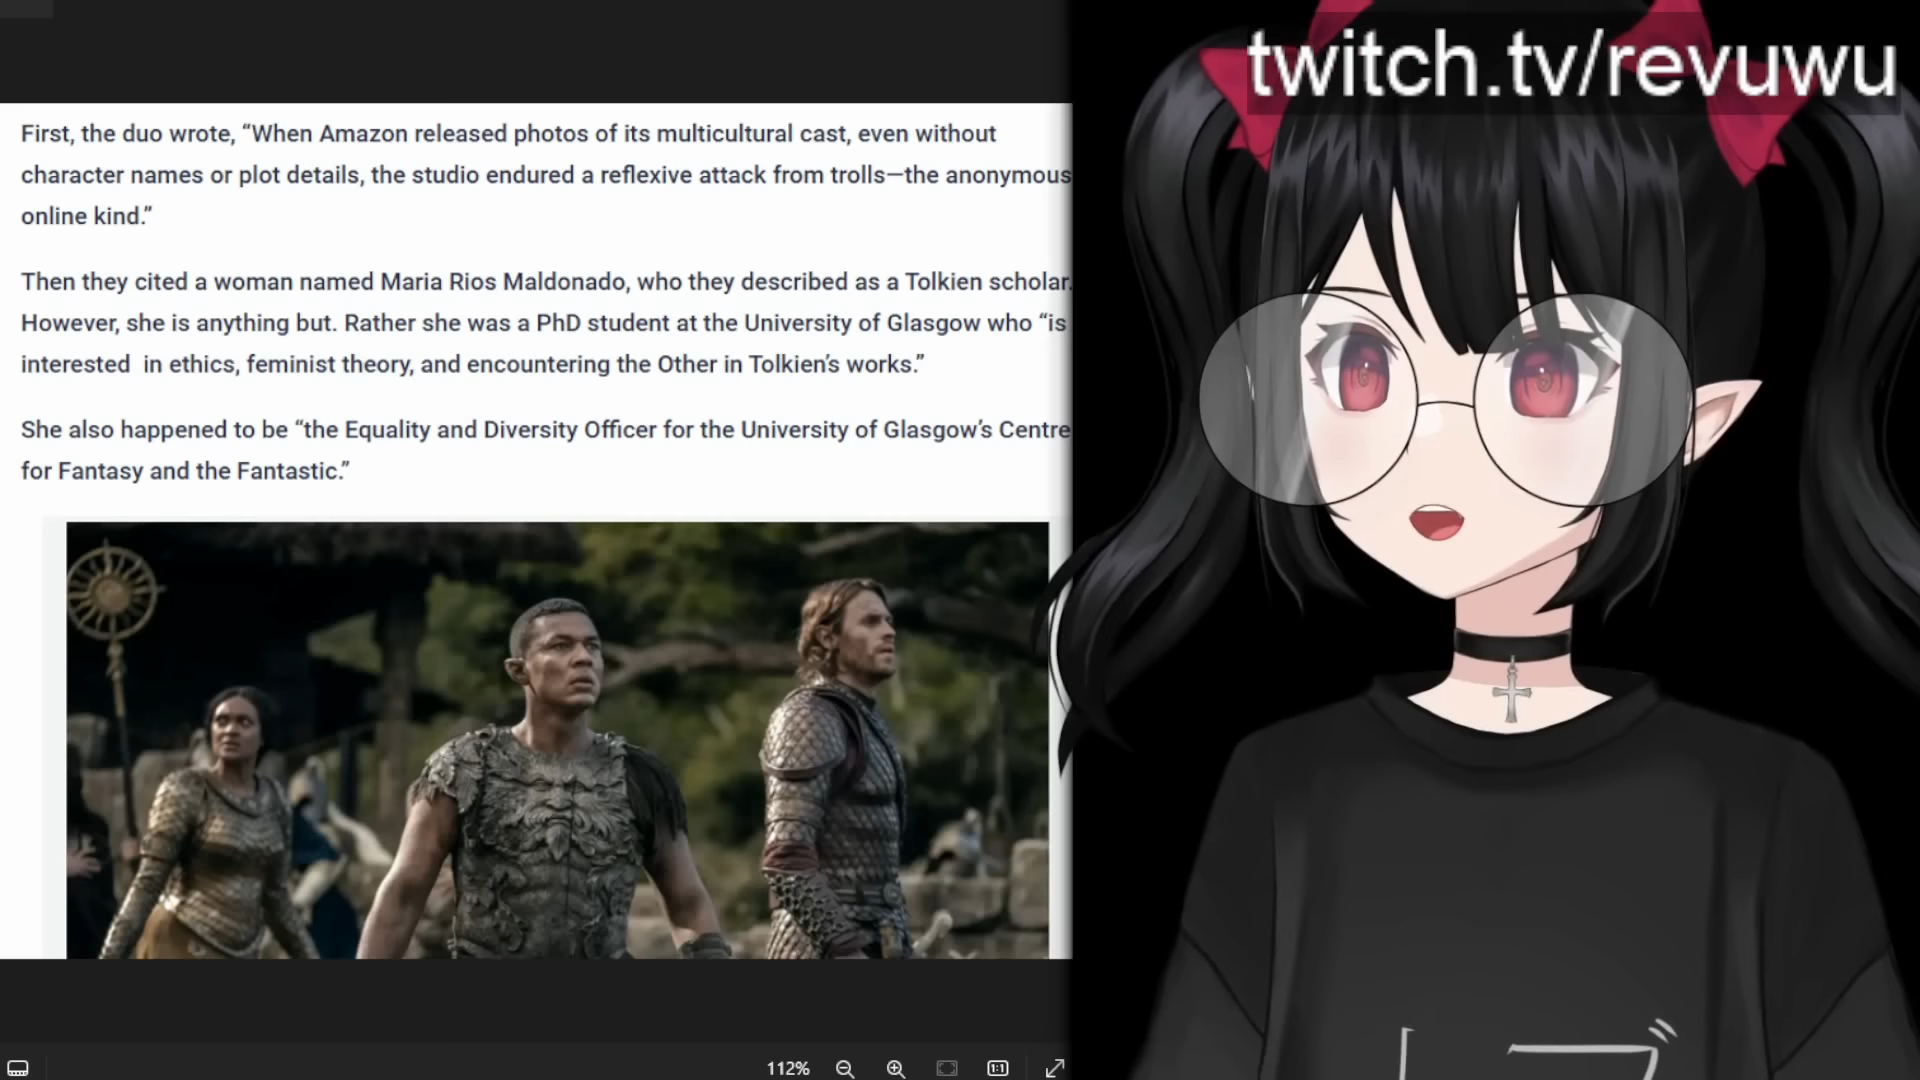 twitch.tv/revuwu
First, the duo wrote, “When Amazon released photos of its multicultural cast, even without
character names or plot details, the studio endured a reflexive attack from trolls—the anonymous
online kind.”
Then they cited a woman named Maria Rios Maldonado, who they described as a Tolkien scholar.
However, she is anything but. Rather she was a PhD student at the University of Glasgow who “is
interested  in ethics, feminist theory, and encountering the Other in Tolkien’s works.”
She also happened to be “the Equality and Diversity Officer for the University of Glasgow’s Centre
for Fantasy and the Fantastic.”
112%
1:1